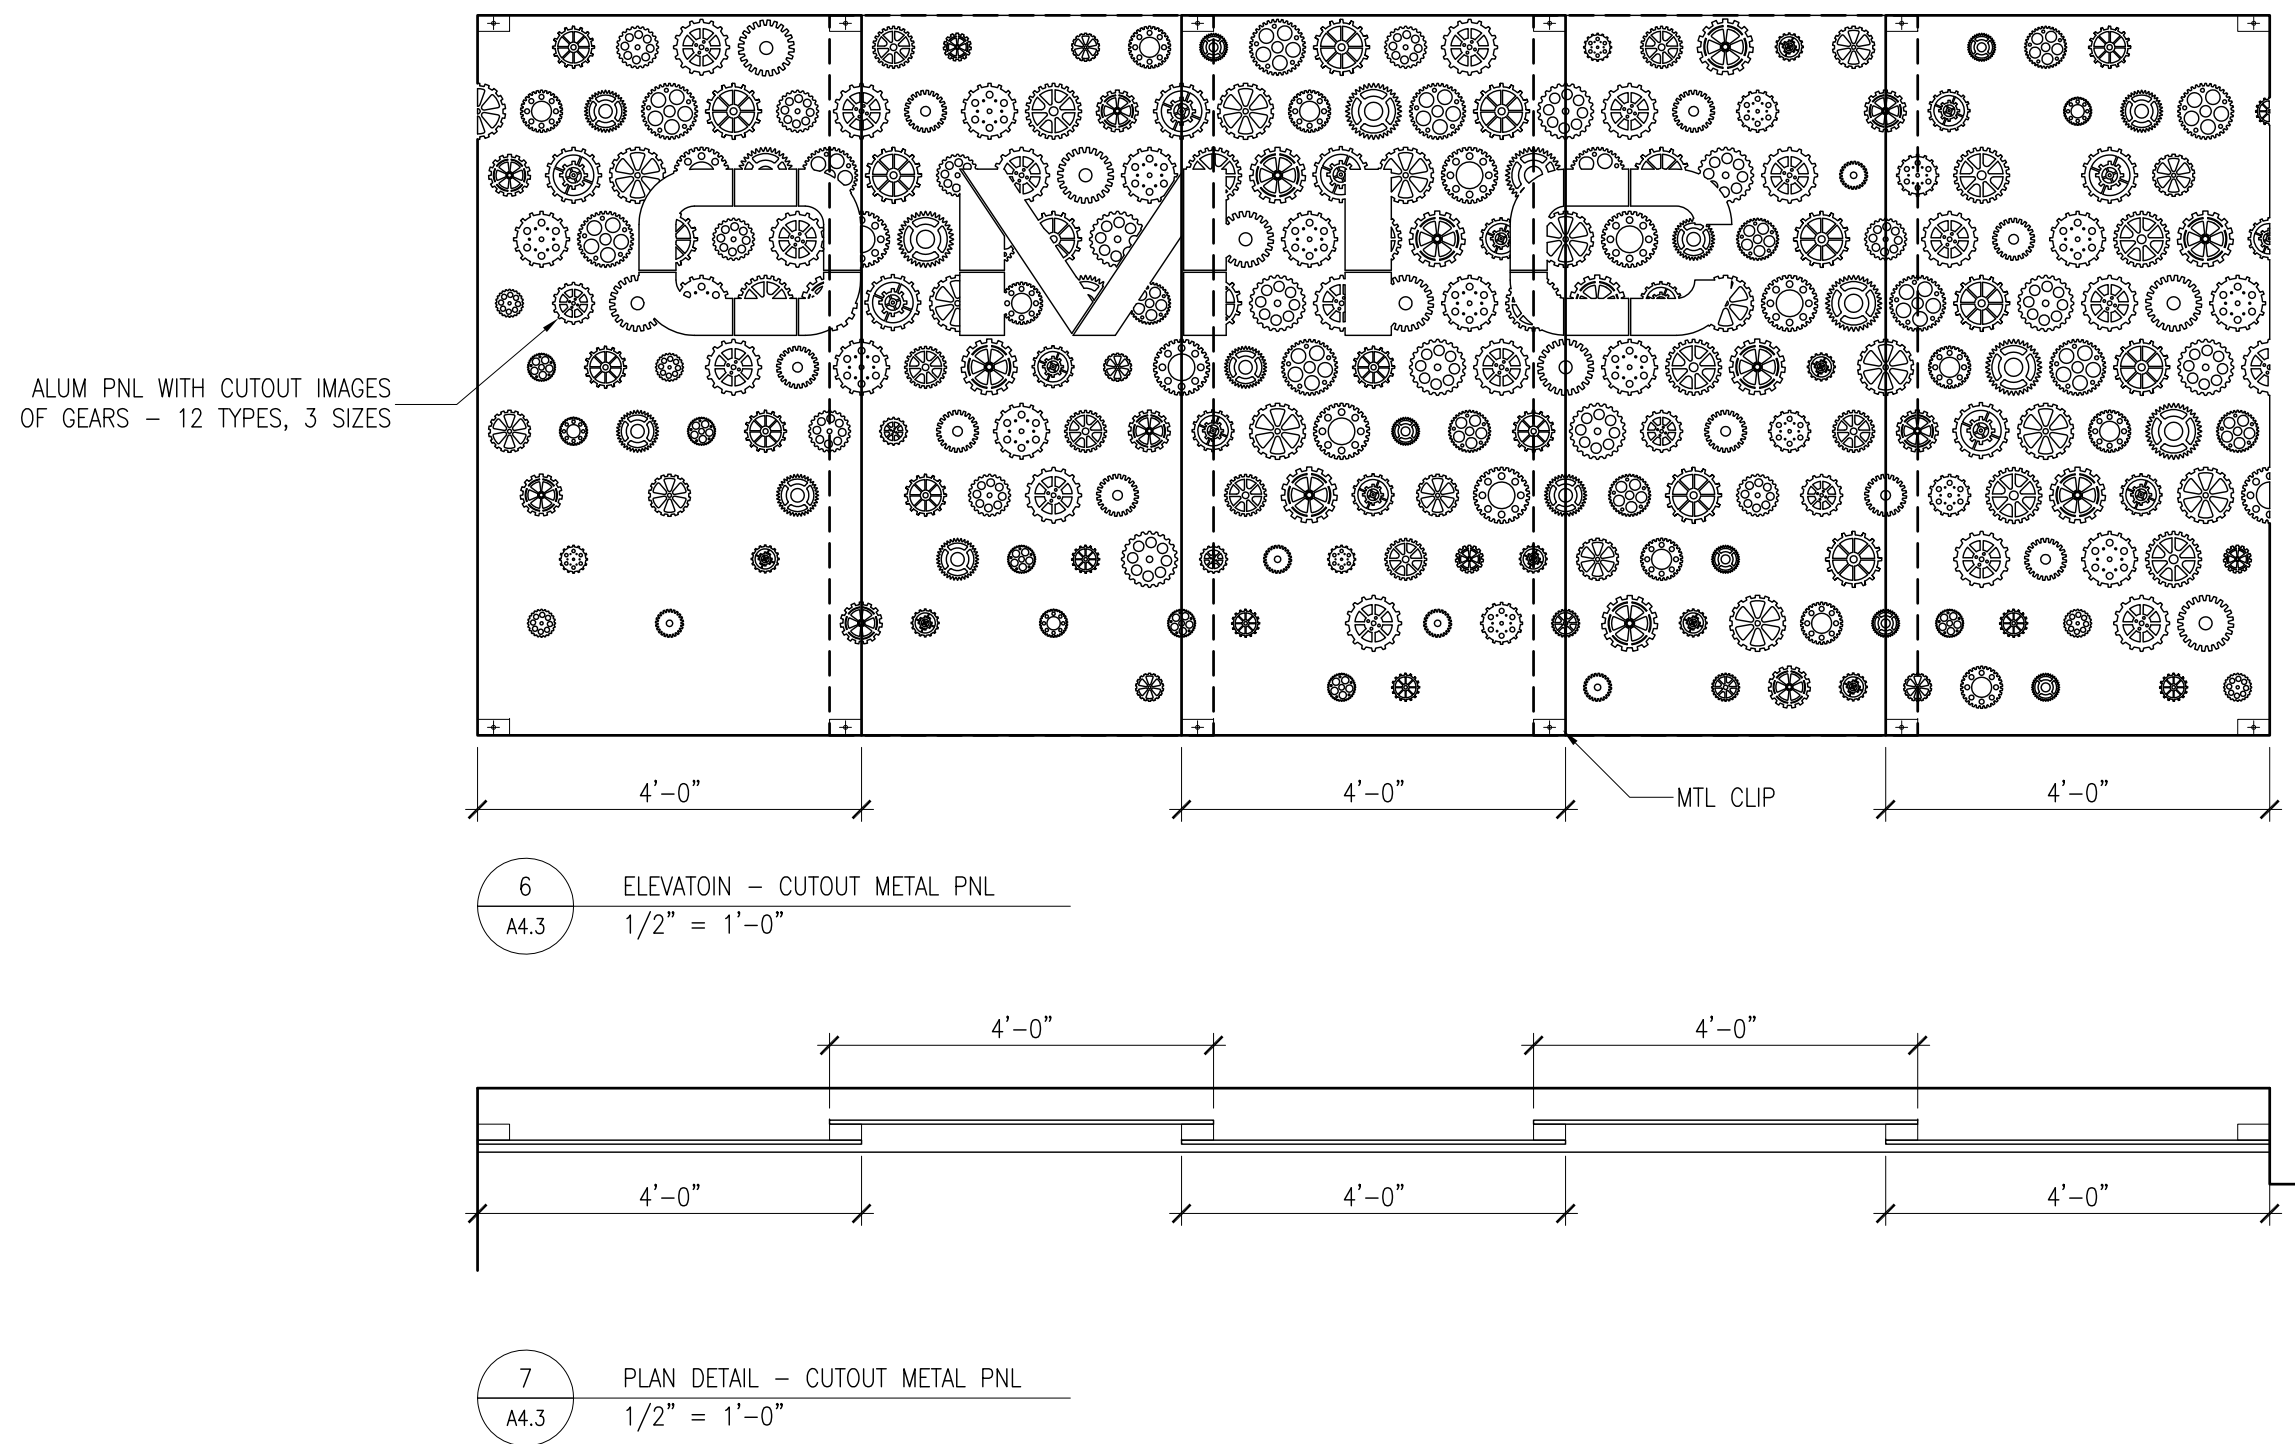 OMIC
ALUM PNL WITH CUTOUT IMAGES
OF GEARS – 12 TYPES, 3 SIZES
4'-0"
4'-0"
MTL CLIP
4'-0"
6
A4.3
ELEVATOIN – CUTOUT METAL PNL
1/2" = 1'-0"
4'-0"
4'-0"
4'-0"
4'-0"
4'-0"
7
A4.3
PLAN DETAIL – CUTOUT METAL PNL
1/2" = 1'-0"